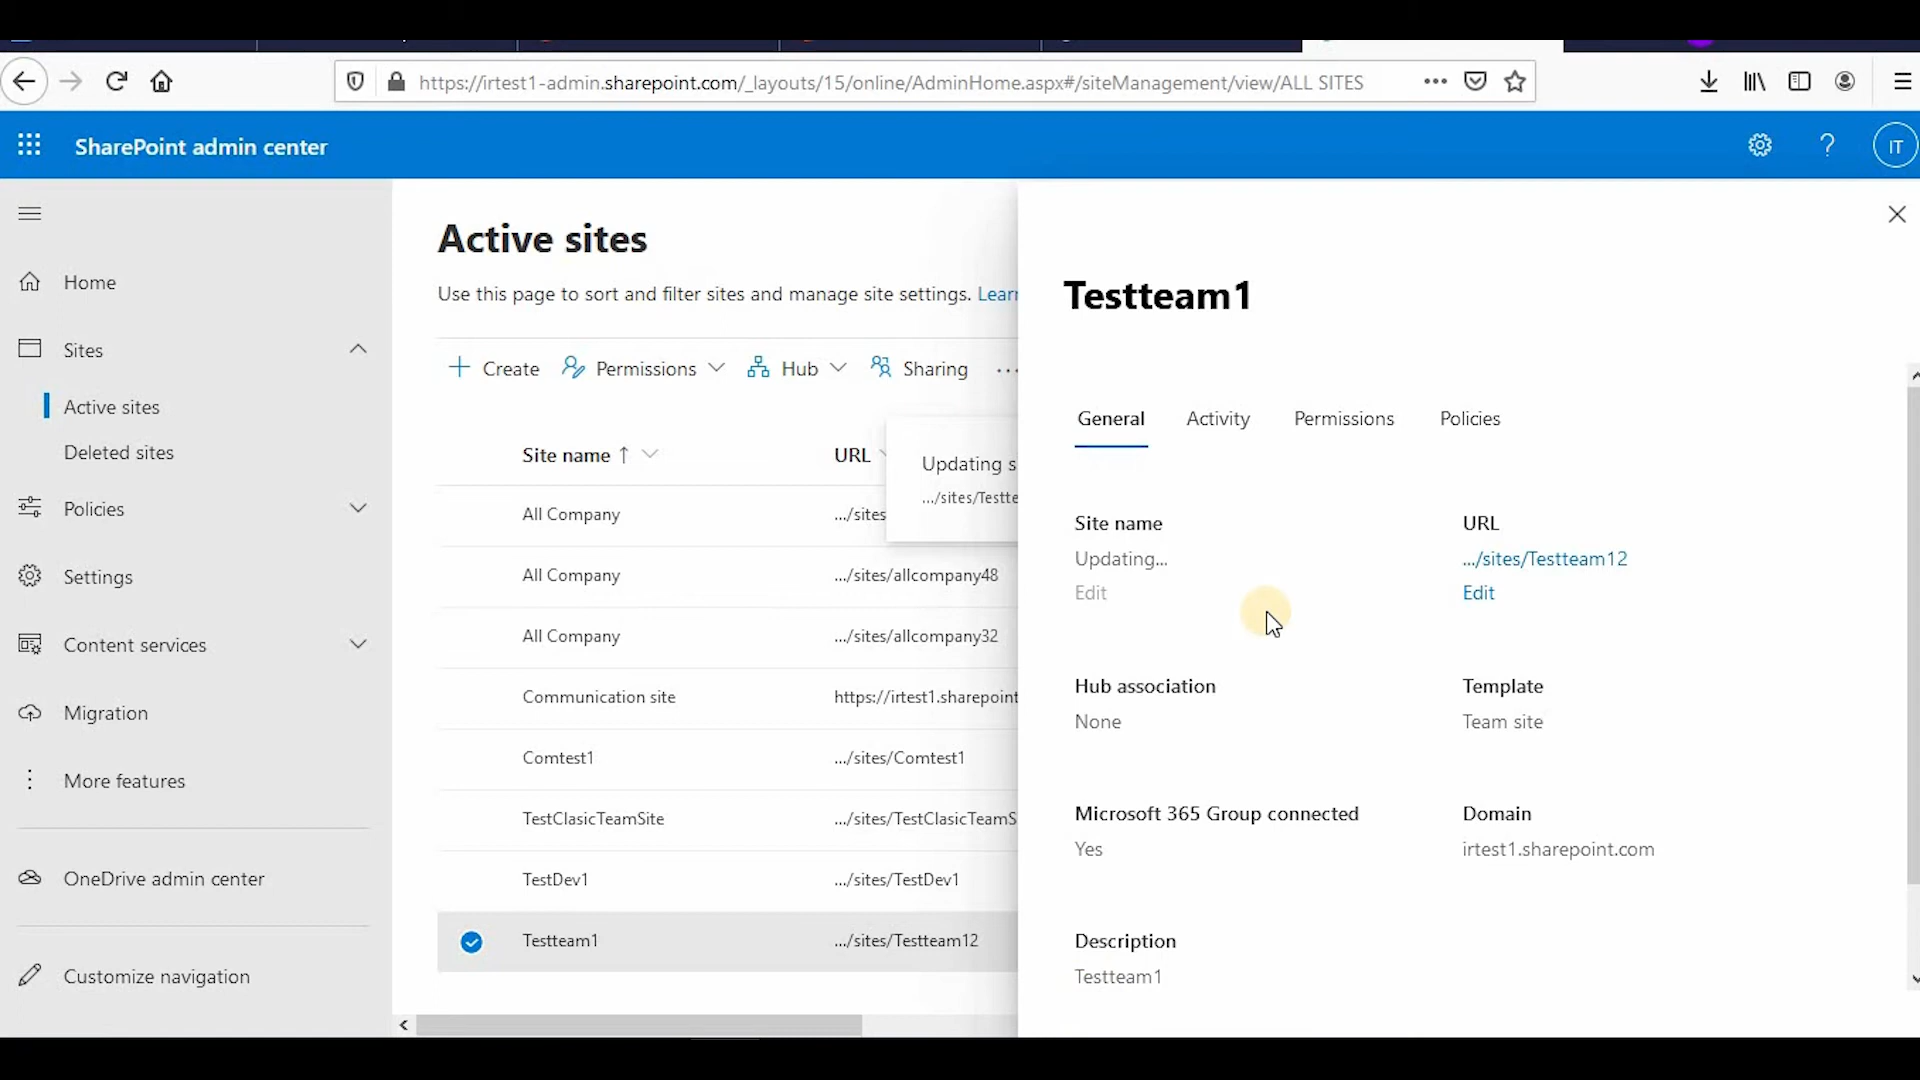 https://irtest1-admin.sharepoint.com/_layouts/15/online/AdminHome.aspx#/siteManagement/view/ALL SITES
SharePoint admin center
?
IT
Home
Sites
Active sites
Deleted sites
Policies
Settings
Content services
Migration
More features
OneDrive admin center
Customize navigation
Active sites
Use this page to sort and filter sites and manage site settings. Learn
Create
Permissions
Hub
Sharing
Site name ↑
URL
Updating s
.../sites/Testte
All Company
.../sites
All Company
.../sites/allcompany48
All Company
.../sites/allcompany32
Communication site
https://irtest1.sharepoint
Comtest1
.../sites/Comtest1
TestClasicTeamSite
.../sites/TestClasicTeamS
TestDev1
.../sites/TestDev1
Testteam1
.../sites/Testteam12
Testteam1
General
Activity
Permissions
Policies
Site name
Updating...
Edit
URL
.../sites/Testteam12
Edit
Hub association
None
Template
Team site
Microsoft 365 Group connected
Yes
Domain
irtest1.sharepoint.com
Description
Testteam1